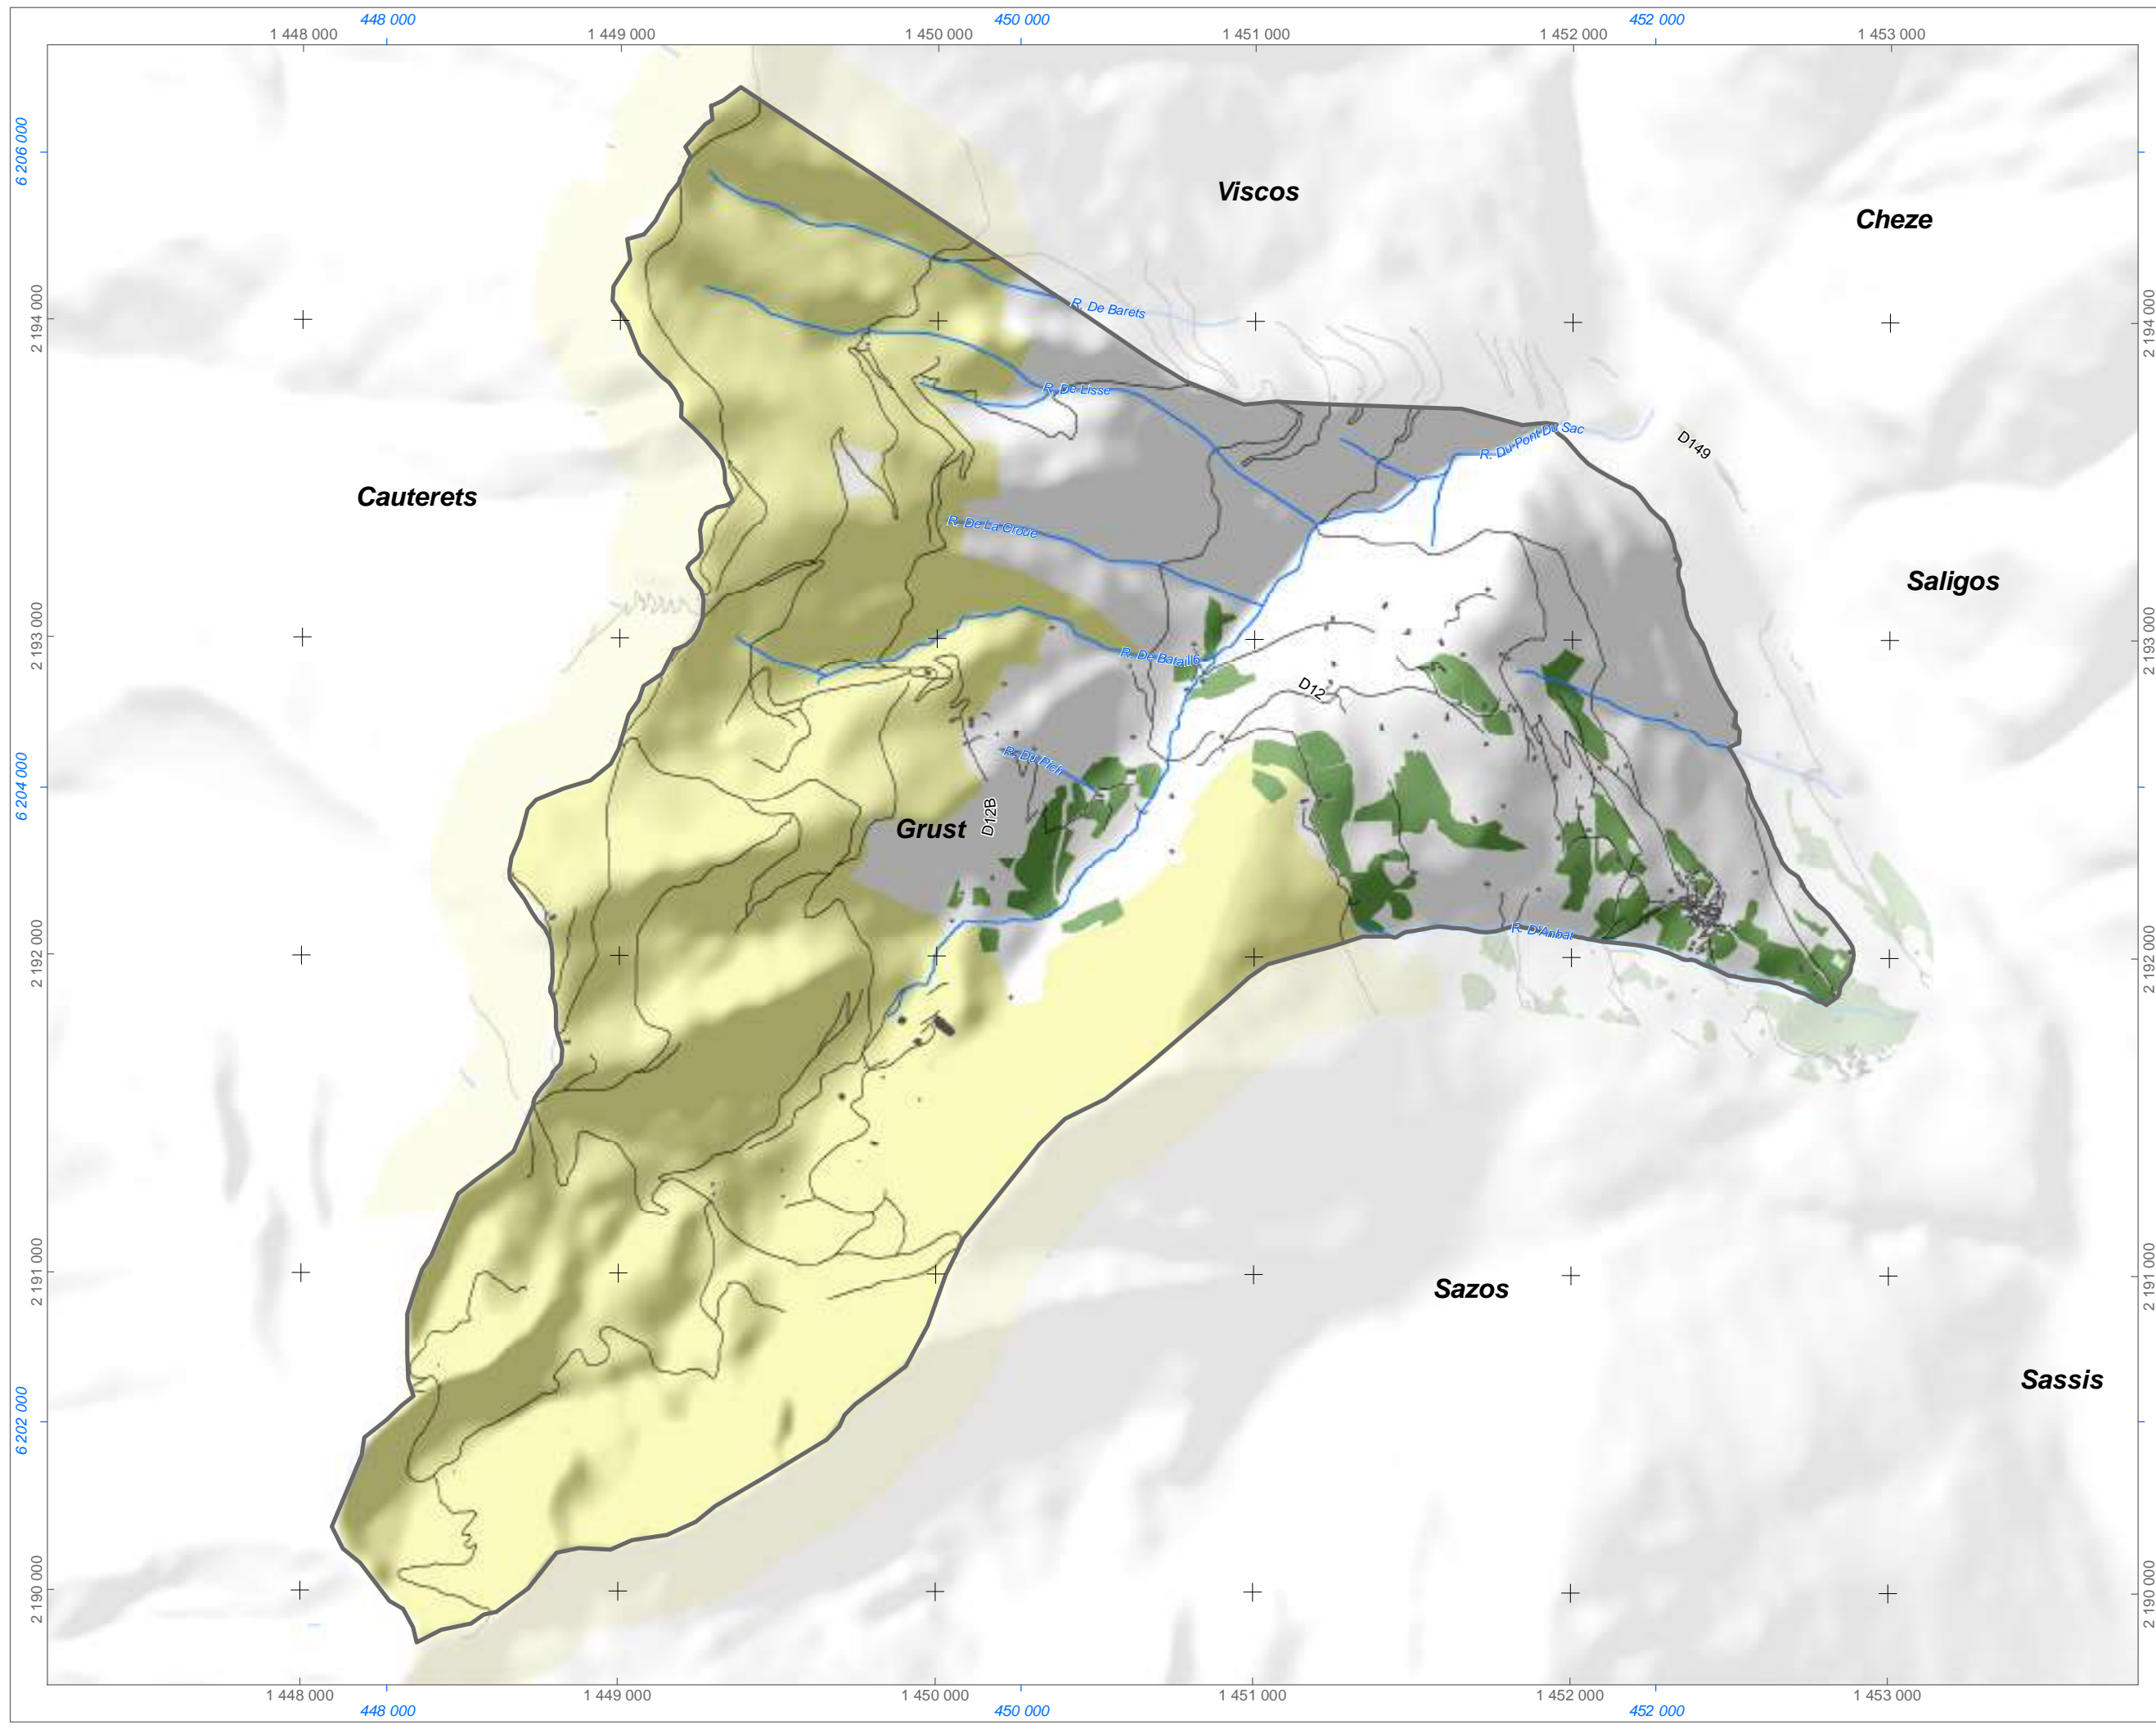 448 000
450 000
452 000
1 448 000
1 449 000
1 450 000
1 451 000
1 452 000
1 453 000
6 206 000
Viscos
Cheze
R. De Barets
2 194 000
2 194 000
R. De Lisse
R. Du Pont Du Sac
D149
Cauterets
R. De La Croue
Saligos
2 193 000
2 193 000
D12
R. Du Pich
6 204 000
Grust
D12B
R. D'Anbat
2 192 000
2 192 000
2 191 000
2 191 000
Sazos
Sassis
6 202 000
2 190 000
2 190 000
1 448 000
1 449 000
1 450 000
1 451 000
1 452 000
1 453 000
448 000
450 000
452 000